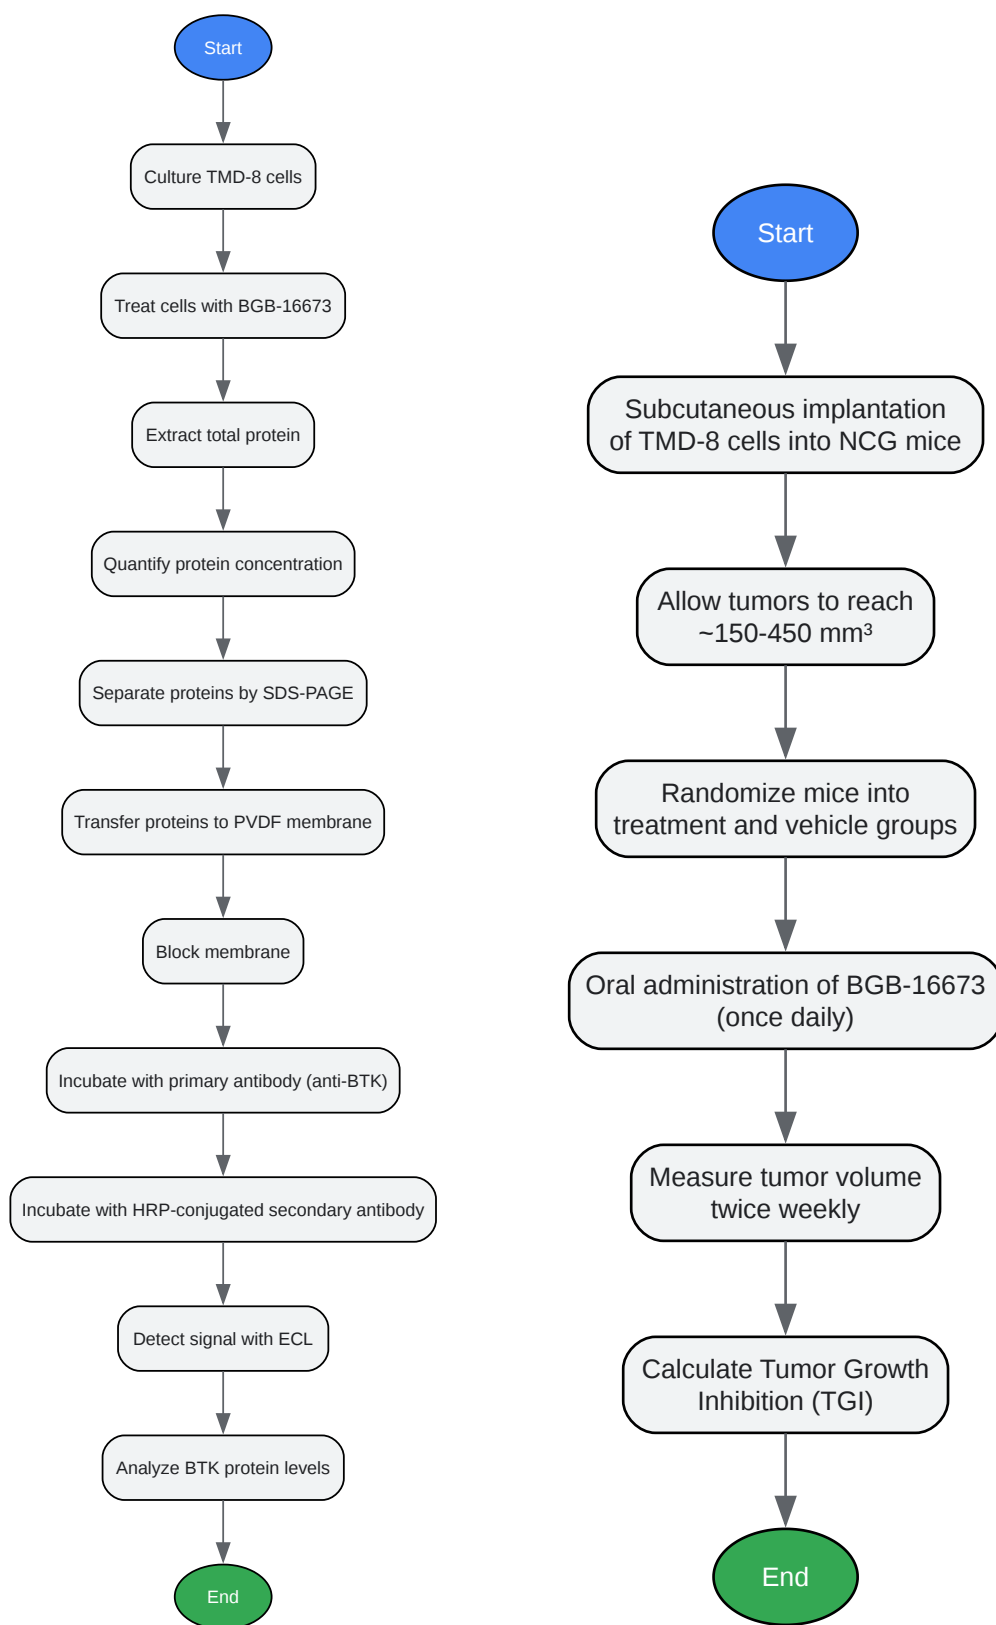 Start
Culture TMD-8 cells
Treat cells with BGB-16673
Extract total protein
Quantify protein concentration
Separate proteins by SDS-PAGE
Transfer proteins to PVDF membrane
Block membrane
Incubate with primary antibody (anti-BTK)
Incubate with HRP-conjugated secondary antibody
Detect signal with ECL
Analyze BTK protein levels
End
Start
Subcutaneous implantation
of TMD-8 cells into NCG mice
Allow tumors to reach
~150-450 mm³
Randomize mice into
treatment and vehicle groups
Oral administration of BGB-16673
(once daily)
Measure tumor volume
twice weekly
Calculate Tumor Growth
Inhibition (TGI)
End